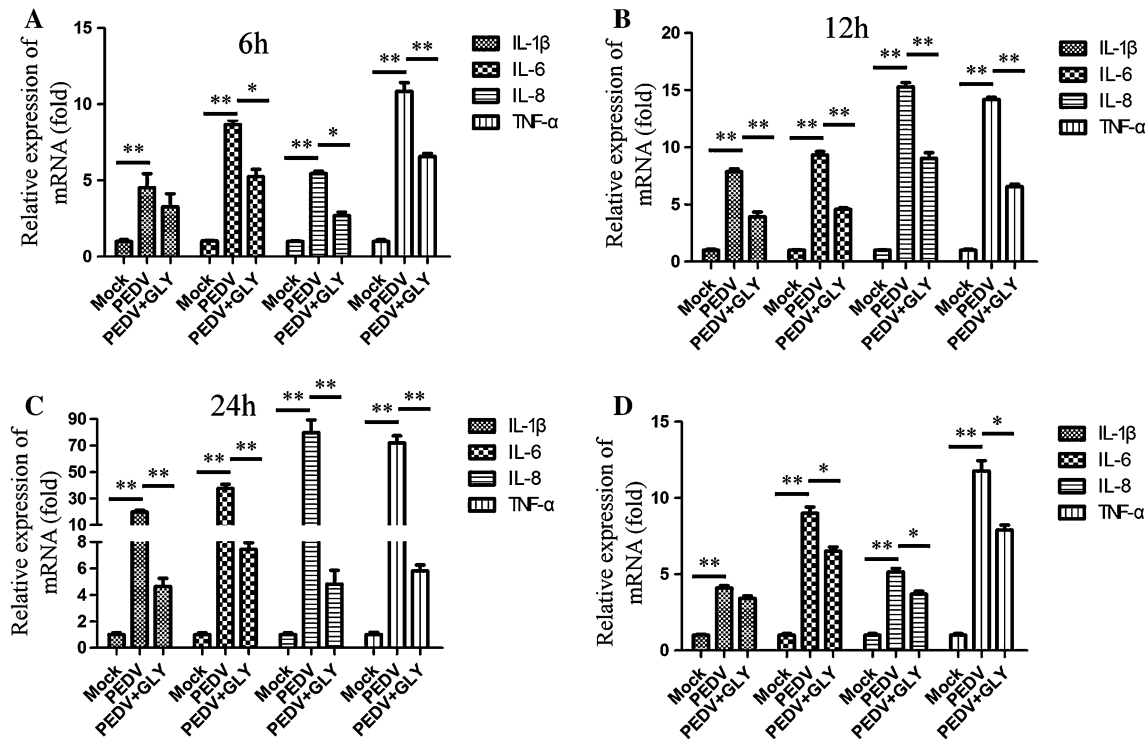 A
6h
Relative expression of
mRNA (fold)
15
10
5
0
** ** * ** * ** **
Mock PEDV PEDV+GLY Mock PEDV PEDV+GLY Mock PEDV PEDV+GLY Mock PEDV PEDV+GLY
IL-1β
IL-6
IL-8
TNF-α
B
12h
Relative expression of
mRNA (fold)
20
15
10
5
0
** ** ** ** ** ** ** **
Mock PEDV PEDV+GLY Mock PEDV PEDV+GLY Mock PEDV PEDV+GLY Mock PEDV PEDV+GLY
IL-1β
IL-6
IL-8
TNF-α
C
24h
Relative expression of
mRNA (fold)
90
70
50
30
10
8
6
4
2
0
** ** ** ** ** ** ** **
Mock PEDV PEDV+GLY Mock PEDV PEDV+GLY Mock PEDV PEDV+GLY Mock PEDV PEDV+GLY
IL-1β
IL-6
IL-8
TNF-α
D
Relative expression of
mRNA (fold)
15
10
5
0
** ** * ** * ** *
Mock PEDV PEDV+GLY Mock PEDV PEDV+GLY Mock PEDV PEDV+GLY Mock PEDV PEDV+GLY
IL-1β
IL-6
IL-8
TNF-α